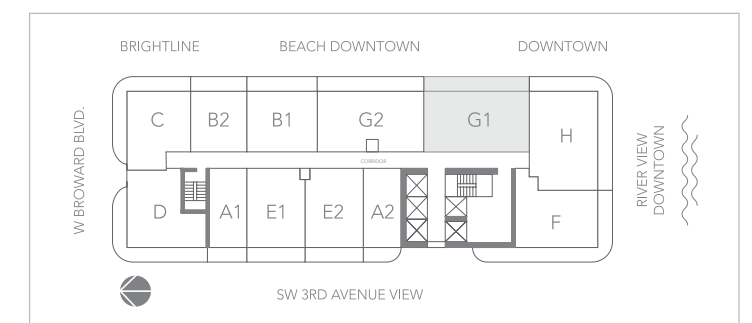 BRIGHTLINE BEACH DOWNTOWN DOWNTOWN
W BROWARD BLVD.
C B2 B1 G2 G1 H
CORRIDOR
RIVER VIEW
DOWNTOWN
D A1 E1 E2 A2 F
SW 3RD AVENUE VIEW